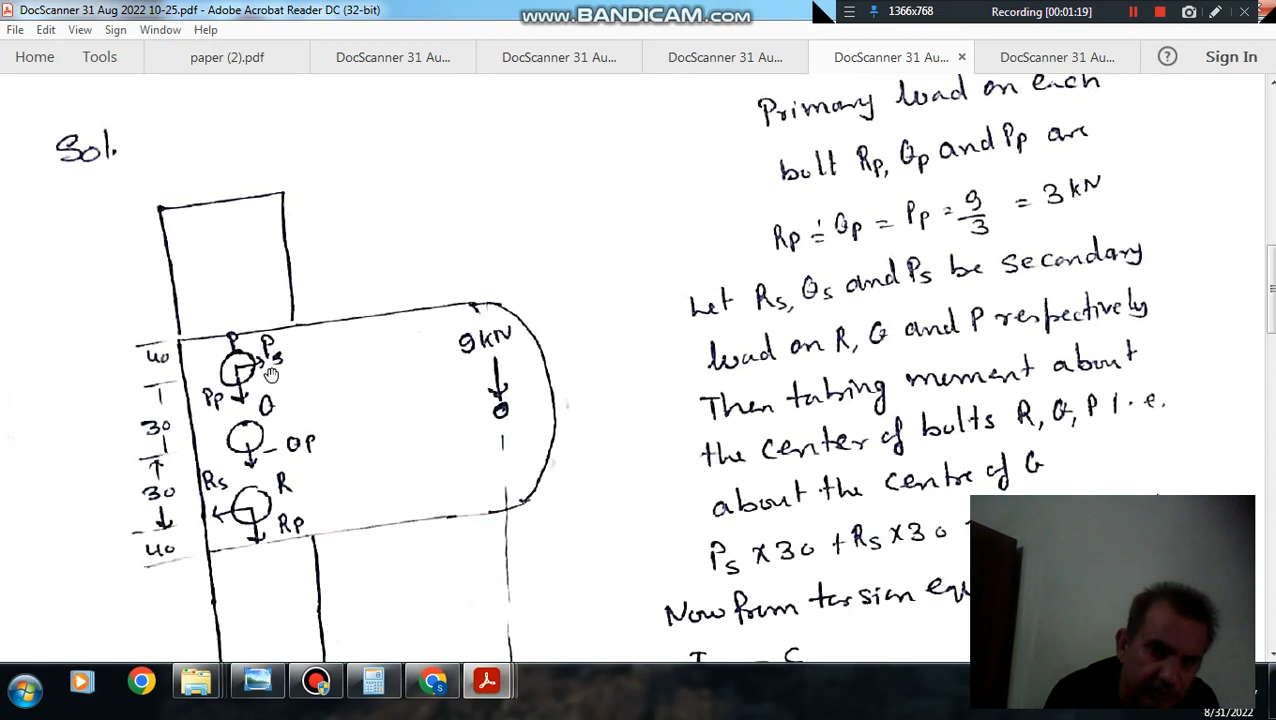 DocScanner 31 Aug 2022 10-25.pdf - Adobe Acrobat Reader DC (32-bit)
www.BANDICAM.com
1366x768
Recording [00:01:19]
File Edit View Sign Window Help
Home Tools paper (2).pdf DocScanner 31 Au... DocScanner 31 Au... DocScanner 31 Au... DocScanner 31 Au... × DocScanner 31 Au... ? Sign In
Primary load on each
bolt Rp, Qp and Pp are
Rp = Qp = Pp = 9/3 = 3 kN
Let Rs, Qs and Ps be secondary
load on R, Q and P respectively
Then taking moment about
the center of bolts R, Q, P i.e.
about the centre of Q
Ps x30 + Rs x30
Now from torsion equ
Sol.
9kN
P Ps
40
Pp
Q
30
QP
Rs R
30
Rp
40
8/31/2022